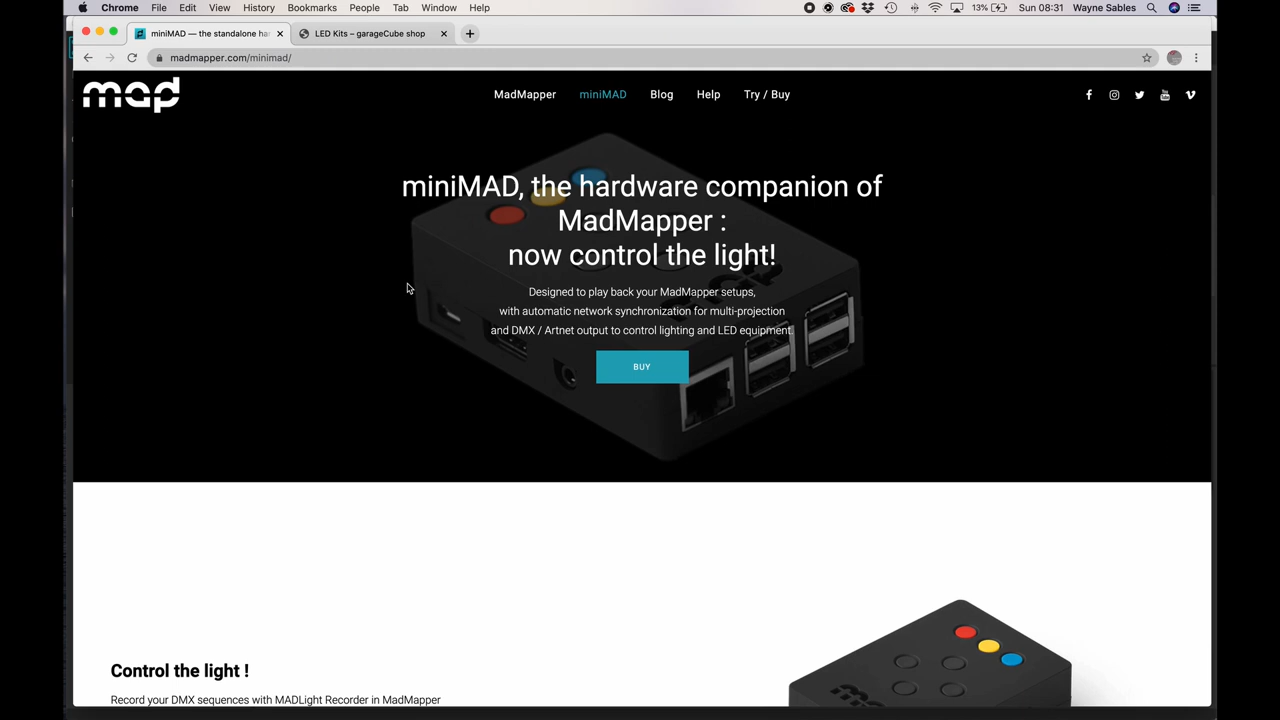 Chrome File Edit View History Bookmarks People Tab Window Help 13% Sun 08:31 Wayne Sables
miniMAD — the standalone har LED Kits – garageCube shop
madmapper.com/minimad/
mad MadMapper miniMAD Blog Help Try / Buy
miniMAD, the hardware companion of
MadMapper :
now control the light!
Designed to play back your MadMapper setups,
with automatic network synchronization for multi-projection
and DMX / Artnet output to control lighting and LED equipment.
BUY
Control the light !
Record your DMX sequences with MADLight Recorder in MadMapper